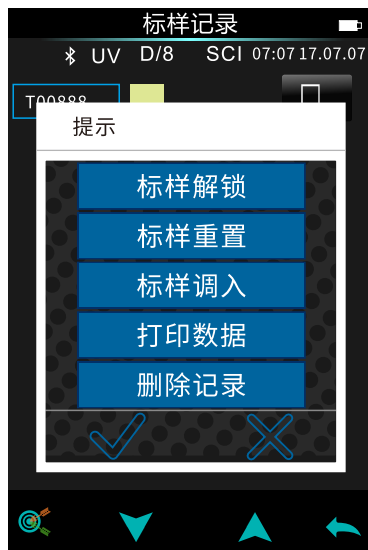 标样记录
UV D/8 SCI 07:07 17.07.07
T00888
提示
标样解锁
标样重置
标样调入
打印数据
删除记录